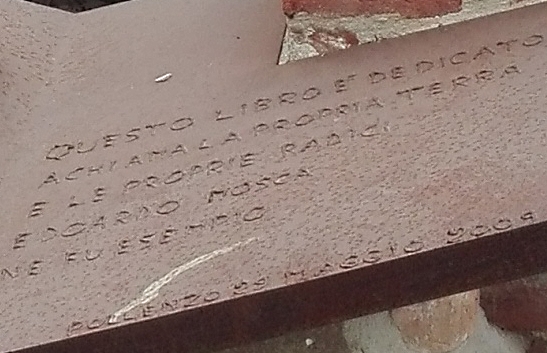 QUESTO LIBRO E' DEDICATO
A CHI AMA LA PROPRIA TERRA
E LE PROPRIE RADICI.
EDOARDO MOSCA
NE FU ESEMPIO
POLLENZO 29 MAGGIO 2009